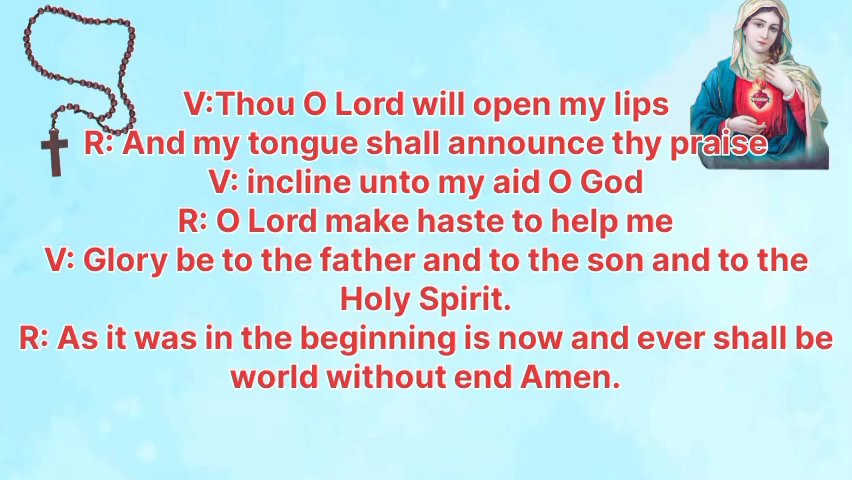 V:Thou O Lord will open my lips
R: And my tongue shall announce thy praise
V: incline unto my aid O God
R: O Lord make haste to help me
V: Glory be to the father and to the son and to the
Holy Spirit.
R: As it was in the beginning is now and ever shall be
world without end Amen.